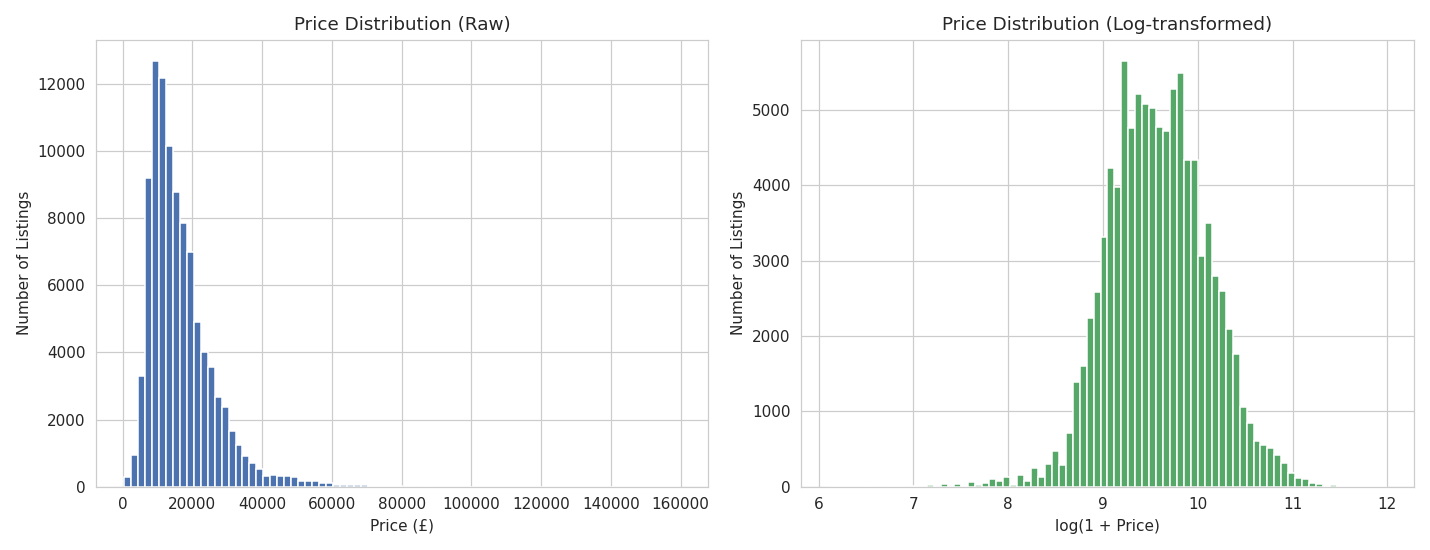 Price Distribution (Raw)
12000
10000
8000
6000
4000
2000
0
Number of Listings
0 20000 40000 60000 80000 100000 120000 140000 160000
Price (£)
Price Distribution (Log-transformed)
5000
4000
3000
2000
1000
0
Number of Listings
6 7 8 9 10 11 12
log(1 + Price)